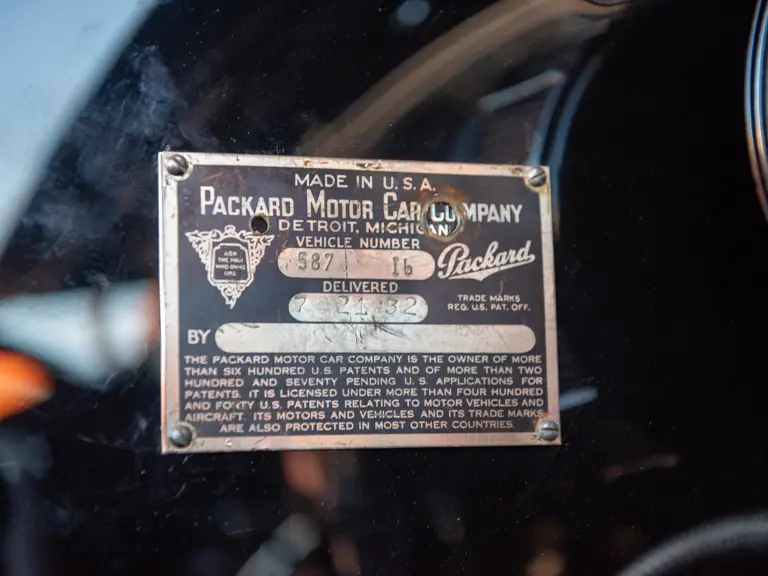 MADE IN U.S.A.
PACKARD MOTOR CAR COMPANY
DETROIT, MICHIGAN
VEHICLE NUMBER
ASK
THE MAN
WHO OWNS
ONE
587 16
Packard
DELIVERED
7 21 32
TRADE MARKS
REG. U.S. PAT. OFF.
BY
THE PACKARD MOTOR CAR COMPANY IS THE OWNER OF MORE
THAN SIX HUNDRED U.S. PATENTS AND OF MORE THAN TWO
HUNDRED AND SEVENTY PENDING U.S. APPLICATIONS FOR
PATENTS. IT IS LICENSED UNDER MORE THAN FOUR HUNDRED
AND FORTY U.S. PATENTS RELATING TO MOTOR VEHICLES AND
AIRCRAFT. ITS MOTORS AND VEHICLES AND ITS TRADE MARKS
ARE ALSO PROTECTED IN MOST OTHER COUNTRIES.